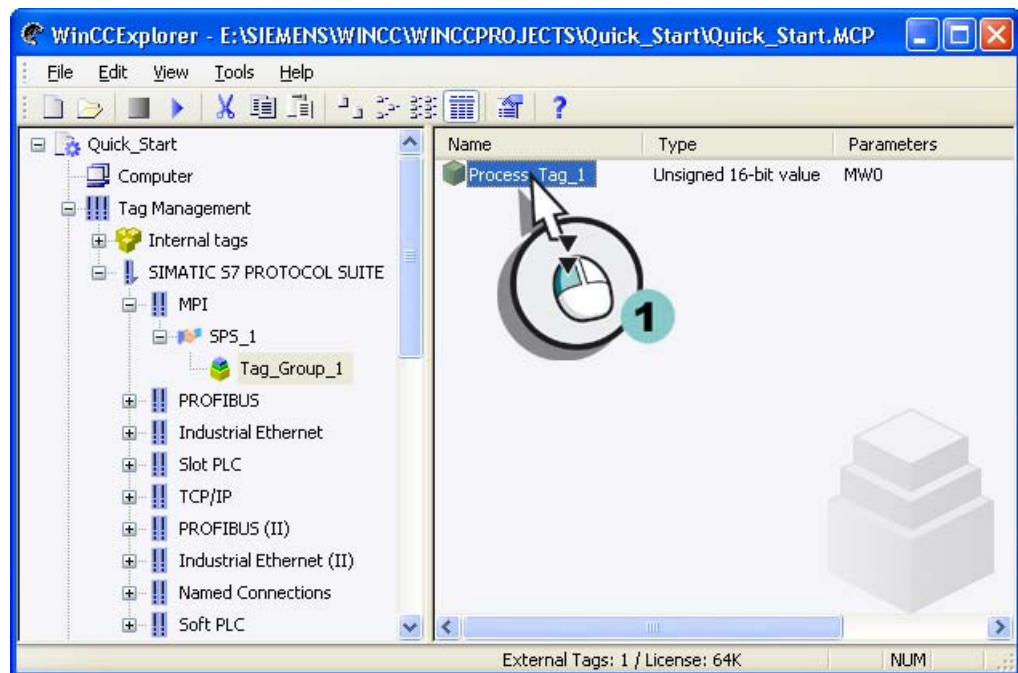 WinCCExplorer - E:\SIEMENS\WINCC\WINCCPROJECTS\Quick_Start\Quick_Start.MCP
File Edit View Tools Help
Quick_Start
Computer
Tag Management
Internal tags
SIMATIC S7 PROTOCOL SUITE
MPI
SPS_1
Tag_Group_1
PROFIBUS
Industrial Ethernet
Slot PLC
TCP/IP
PROFIBUS (II)
Industrial Ethernet (II)
Named Connections
Soft PLC
Name Type Parameters
Process_Tag_1 Unsigned 16-bit value MW0
1
External Tags: 1 / License: 64K NUM